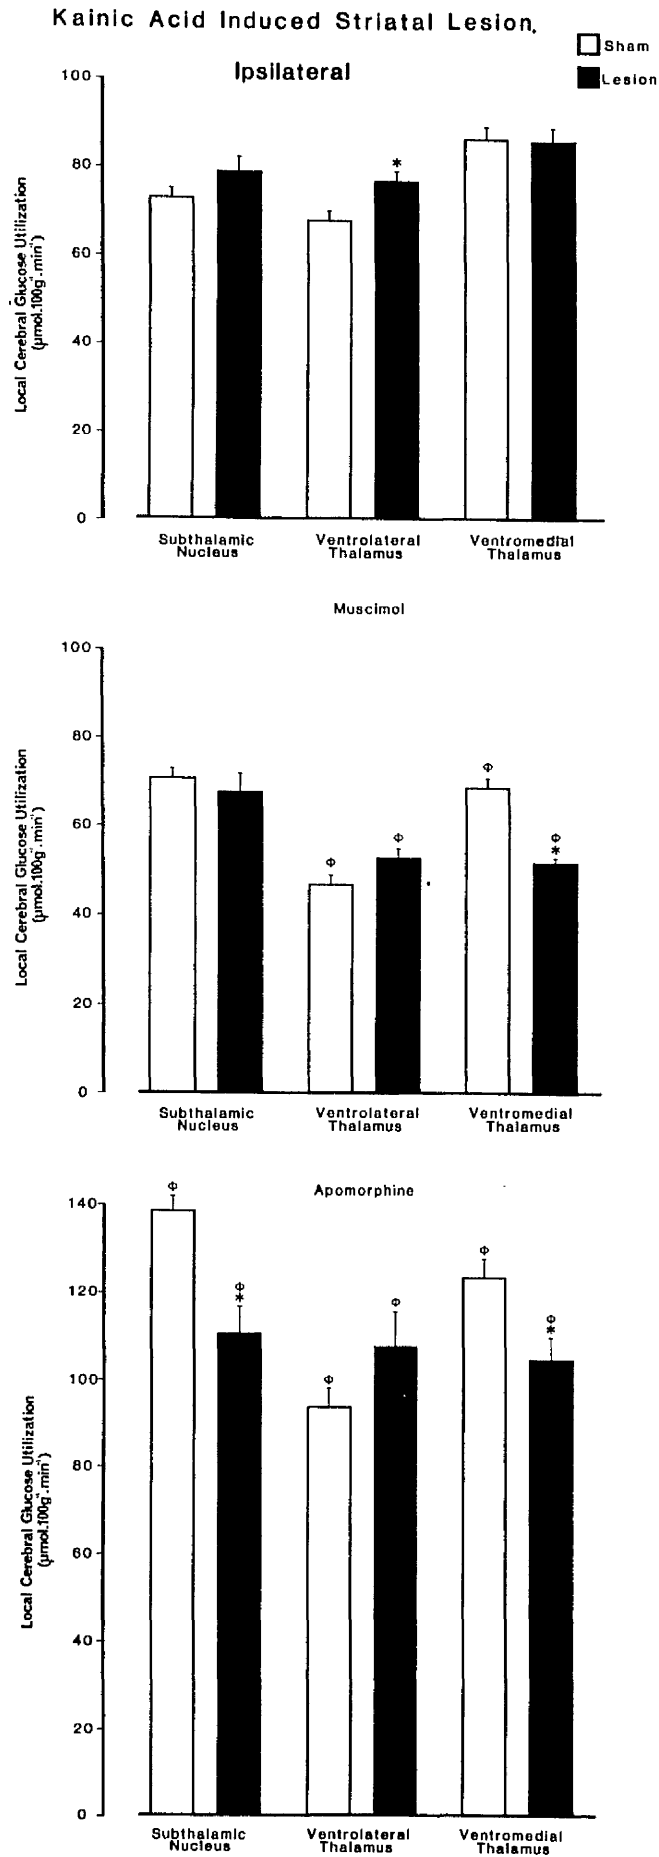 Kainic Acid Induced Striatal Lesion.
Sham
Lesion
Ipsilateral
100
80
60
40
20
0
Local Cerebral Glucose Utilization
(µmol.100g⁻¹.min⁻¹)
*
Subthalamic
Nucleus
Ventrolateral
Thalamus
Ventromedial
Thalamus
Muscimol
100
80
60
40
20
0
Local Cerebral Glucose Utilization
(µmol.100g⁻¹.min⁻¹)
Φ
Φ
Φ
Φ
*
Subthalamic
Nucleus
Ventrolateral
Thalamus
Ventromedial
Thalamus
Apomorphine
140
120
100
80
60
40
20
0
Local Cerebral Glucose Utilization
(µmol.100g⁻¹.min⁻¹)
Φ
Φ
*
Φ
Φ
Φ
Φ
*
Subthalamic
Nucleus
Ventrolateral
Thalamus
Ventromedial
Thalamus